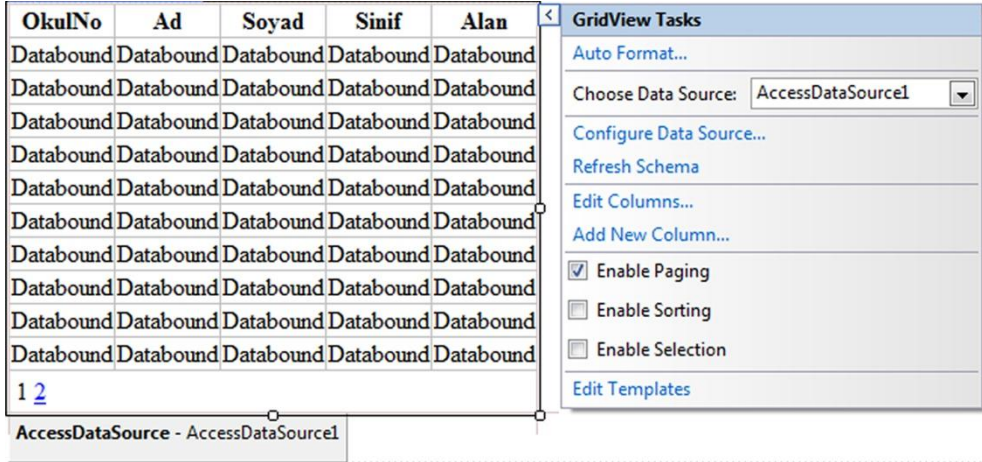 OkulNo Ad Soyad Sinif Alan
Databound Databound Databound Databound Databound
Databound Databound Databound Databound Databound
Databound Databound Databound Databound Databound
Databound Databound Databound Databound Databound
Databound Databound Databound Databound Databound
Databound Databound Databound Databound Databound
Databound Databound Databound Databound Databound
Databound Databound Databound Databound Databound
Databound Databound Databound Databound Databound
Databound Databound Databound Databound Databound
1 2
AccessDataSource - AccessDataSource1
GridView Tasks
Auto Format...
Choose Data Source: AccessDataSource1
Configure Data Source...
Refresh Schema
Edit Columns...
Add New Column...
Enable Paging
Enable Sorting
Enable Selection
Edit Templates